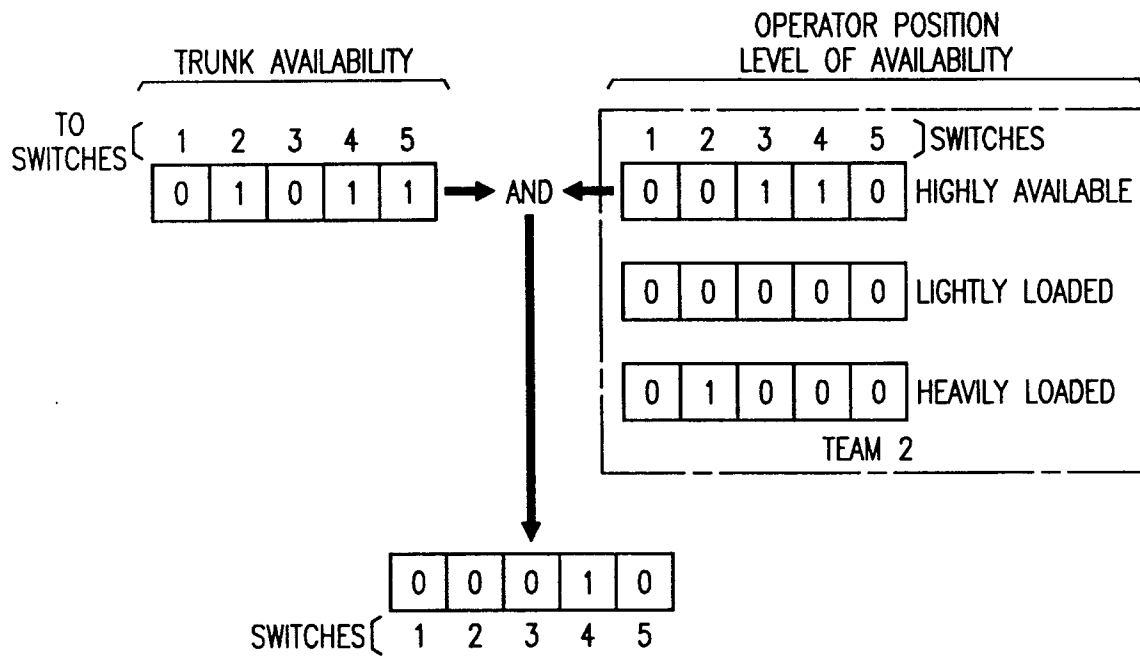 OPERATOR POSITION
LEVEL OF AVAILABILITY
TRUNK AVAILABILITY
TO
SWITCHES
1 2 3 4 5
0 1 0 1 1
AND
1 2 3 4 5 SWITCHES
0 0 1 1 0 HIGHLY AVAILABLE
0 0 0 0 0 LIGHTLY LOADED
0 1 0 0 0 HEAVILY LOADED
TEAM 2
0 0 0 1 0
SWITCHES 1 2 3 4 5